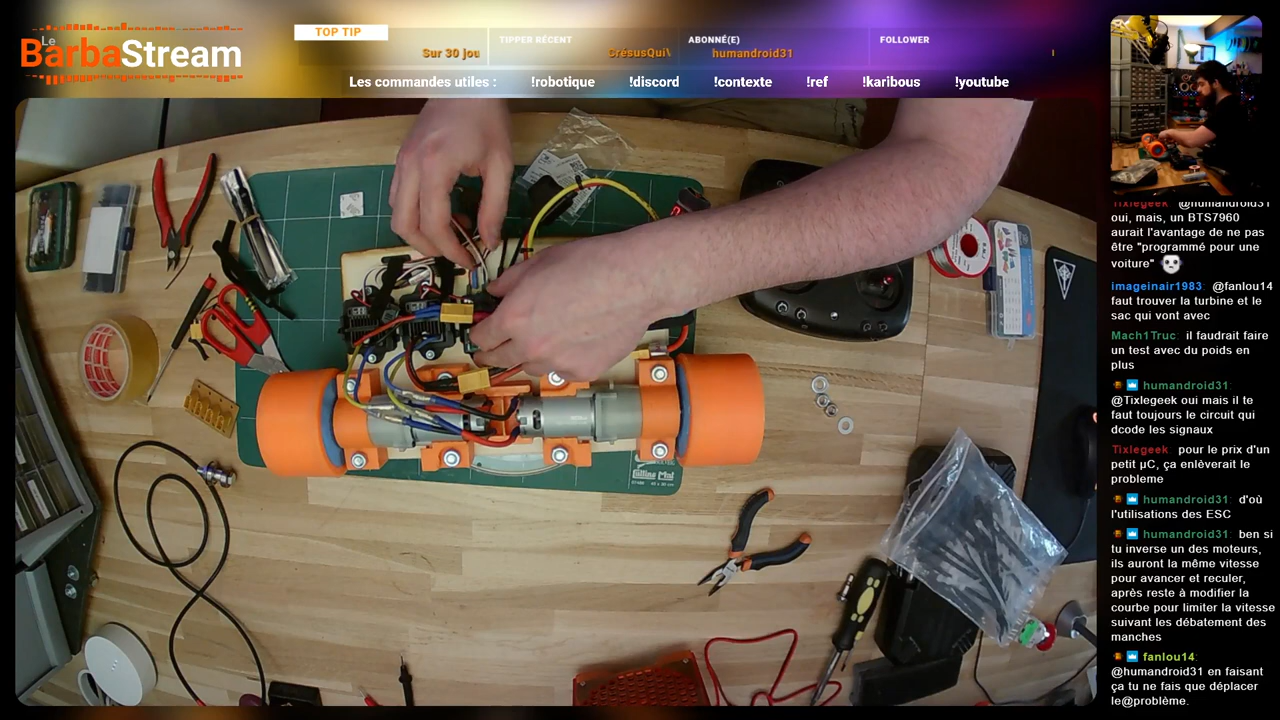 Le
BarbaStream
TOP TIP
Sur 30 jou
TIPPER RÉCENT
CrésusQui
ABONNÉ(E)
humandroid31
FOLLOWER
Les commandes utiles : !robotique !discord !contexte !ref !karibous !youtube
Tixlegeek @humandroid31
oui, mais, un BTS7960
aurait l'avantage de ne pas
être "programmé pour une
voiture"
imageinair1983: @fanlou14
faut trouver la turbine et le
sac qui vont avec
Mach1Truc: il faudrait faire
un test avec du poids en
plus
humandroid31:
@Tixlegeek oui mais il te
faut toujours le circuit qui
dcode les signaux
Tixlegeek: pour le prix d'un
petit µC, ça enlèverait le
probleme
humandroid31: d'où
l'utilisations des ESC
humandroid31: ben si
tu inverse un des moteurs,
ils auront la même vitesse
pour avancer et reculer,
après reste à modifier la
courbe pour limiter la vitesse
suivant les débatement des
manches
fanlou14:
@humandroid31 en faisant
ça tu ne fais que déplacer
le@problème.